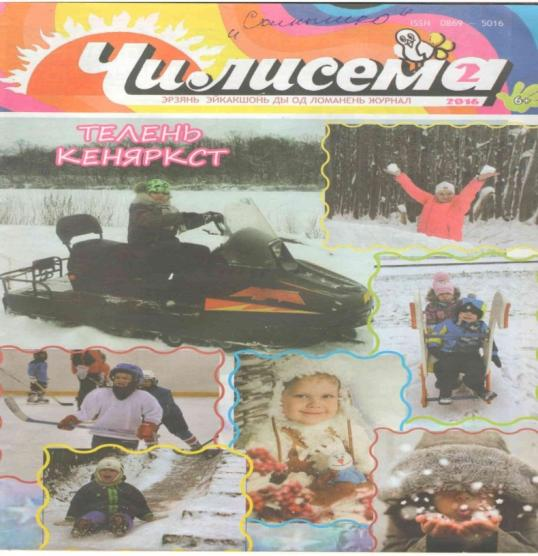 ISSN 0869 – 5016
Чилисема
2
2016
6+
ЭРЗЯНЬ ЭЙКАКШОНЬ ДЫ ОД ЛОМАНЕНЬ ЖУРНАЛ
ТЕЛЕНЬ
КЕНЯРКСТ